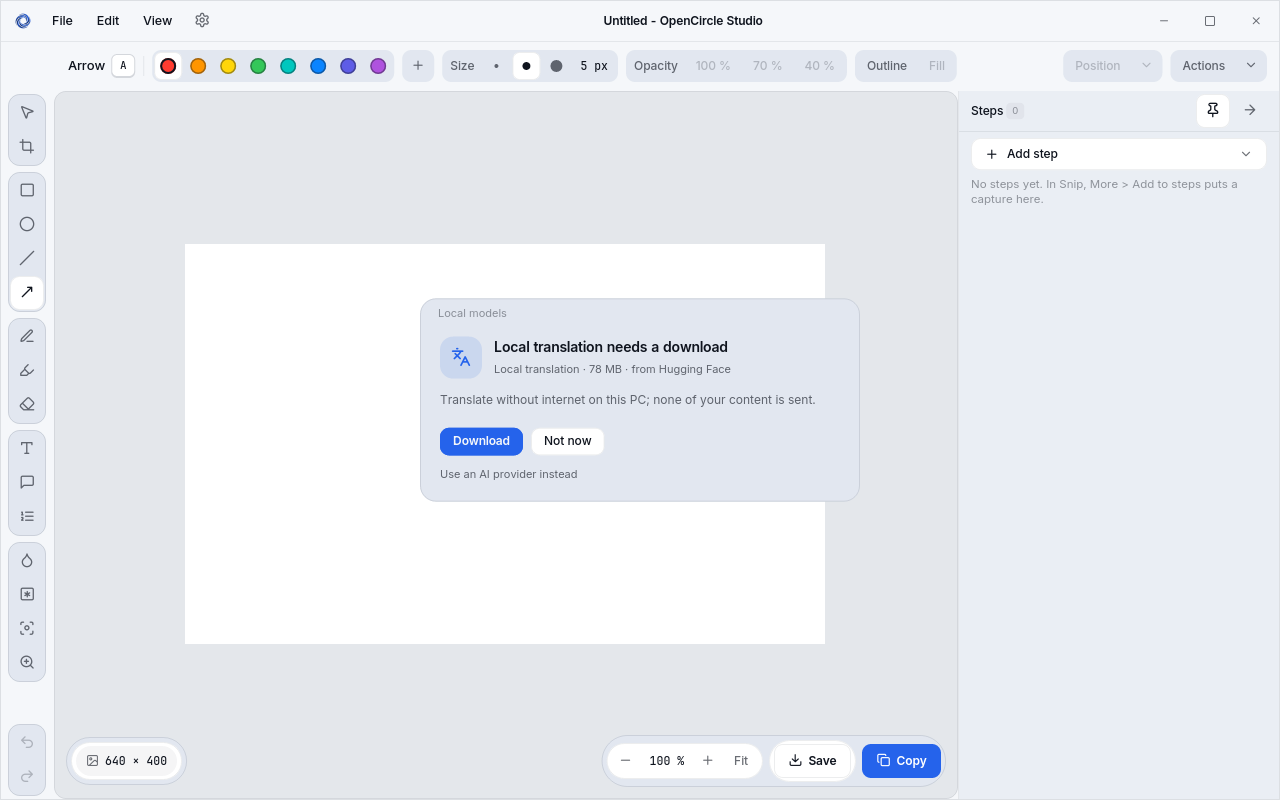 File Edit View
Untitled - OpenCircle Studio
Arrow A
Size 5 px
Opacity 100 % 70 % 40 %
Outline Fill
Position
Actions
Steps 0
Add step
No steps yet. In Snip, More > Add to steps puts a
capture here.
Local models
Local translation needs a download
Local translation · 78 MB · from Hugging Face
Translate without internet on this PC; none of your content is sent.
Download Not now
Use an AI provider instead
640 × 400
100 % Fit
Save
Copy